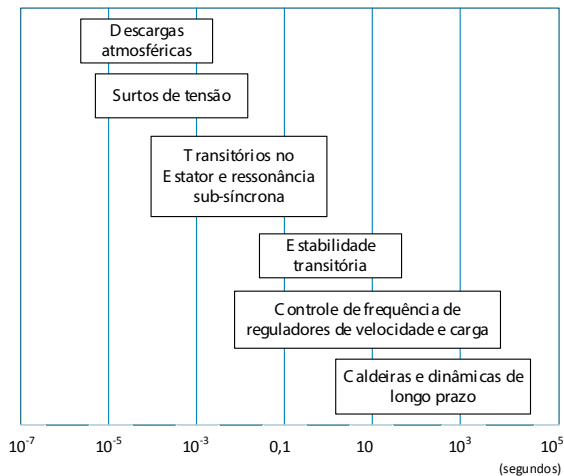 Descargas
atmosféricas
Surtos de tensão
Transitórios no
Estator e ressonância
sub-síncrona
Estabilidade
transitória
Controle de frequência de
reguladores de velocidade e carga
Caldeiras e dinâmicas de
longo prazo
10⁻⁷ 10⁻⁵ 10⁻³ 0,1 10 10³ 10⁵
(segundos)